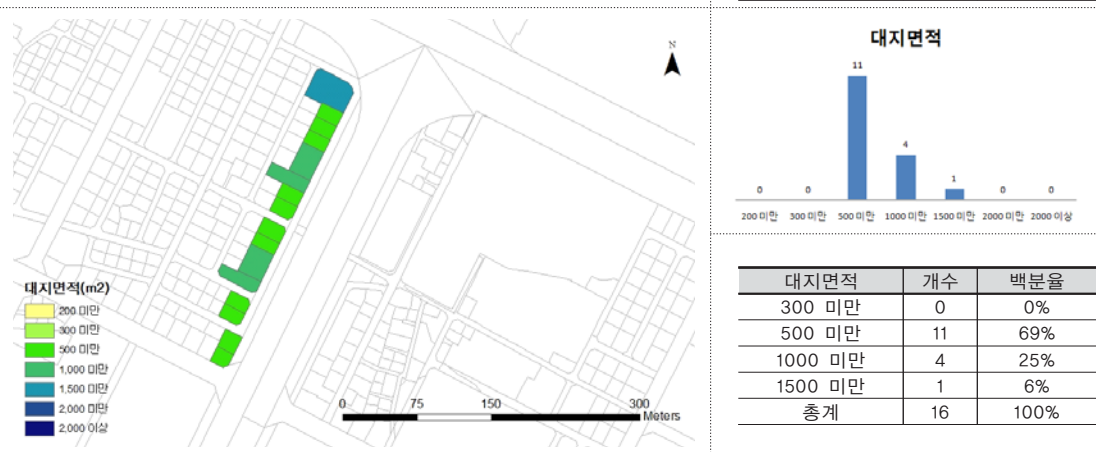 N
대지면적(m2)
200 미만
300 미만
500 미만
1,000 미만
1,500 미만
2,000 미만
2,000 이상
0 75 150 300
Meters
대지면적
0 0 11 4 1 0 0
200 미만 300 미만 500 미만 1000 미만 1500 미만 2000 미만 2000 이상
대지면적 개수 백분율
300 미만 0 0%
500 미만 11 69%
1000 미만 4 25%
1500 미만 1 6%
총계 16 100%